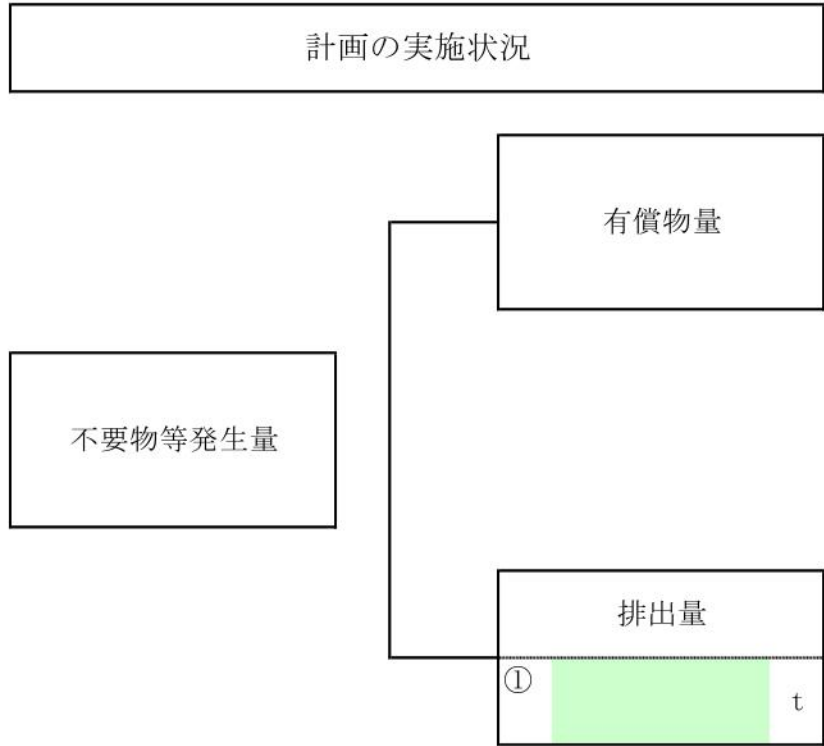 計画の実施状況
有償物量
不要物等発生量
排出量
① t